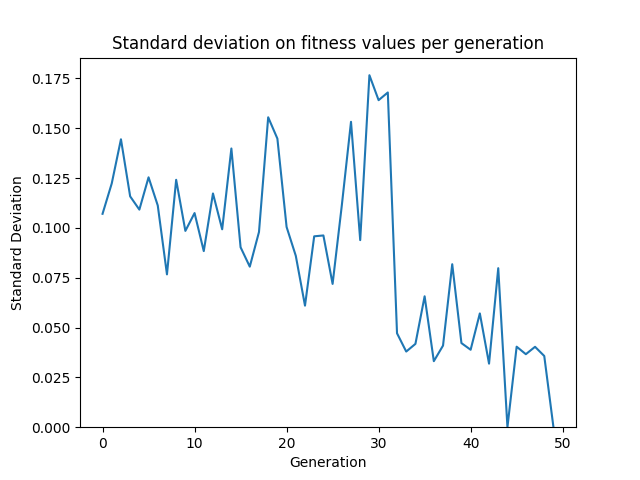 Standard deviation on fitness values per generation
0.175
0.150
0.125
0.100
0.075
0.050
0.025
0.000
Standard Deviation
0 10 20 30 40 50
Generation